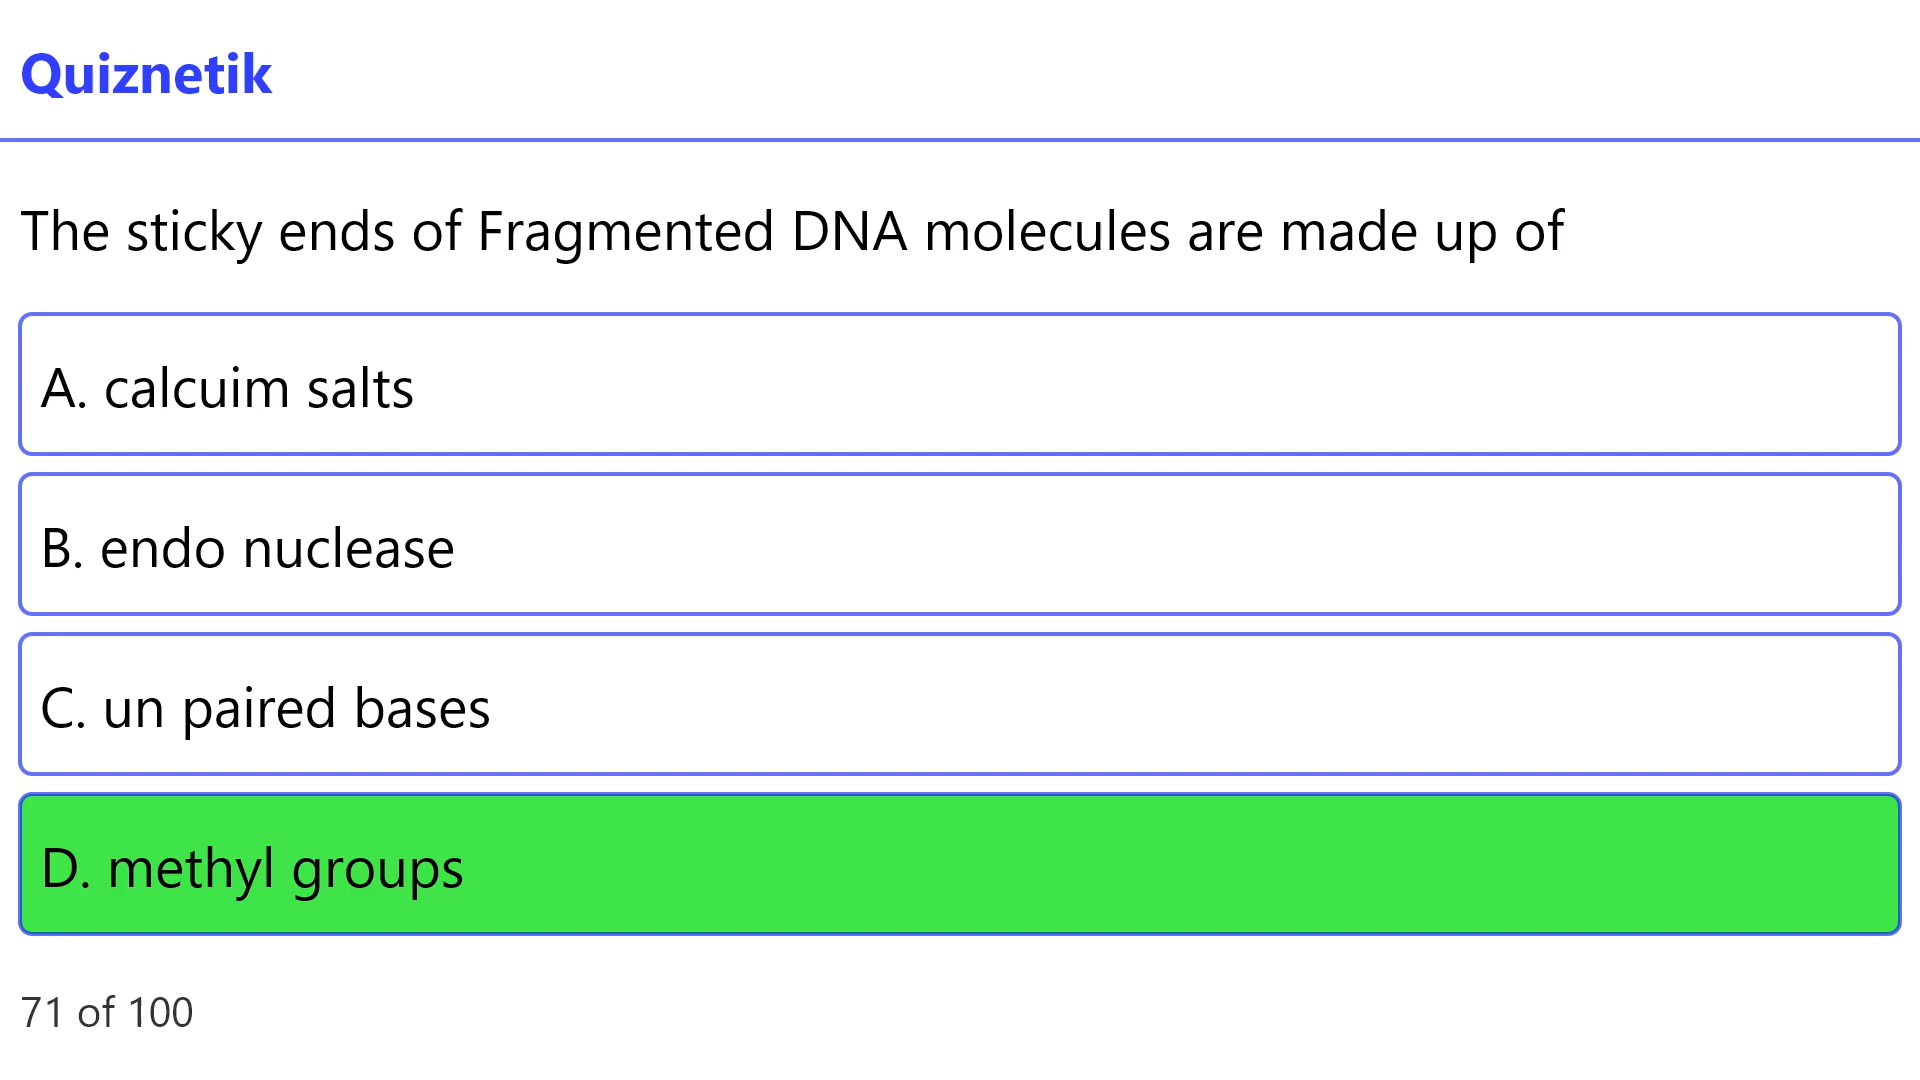 Quiznetik
The sticky ends of Fragmented DNA molecules are made up of
A. calcuim salts
B. endo nuclease
C. un paired bases
D. methyl groups
71 of 100